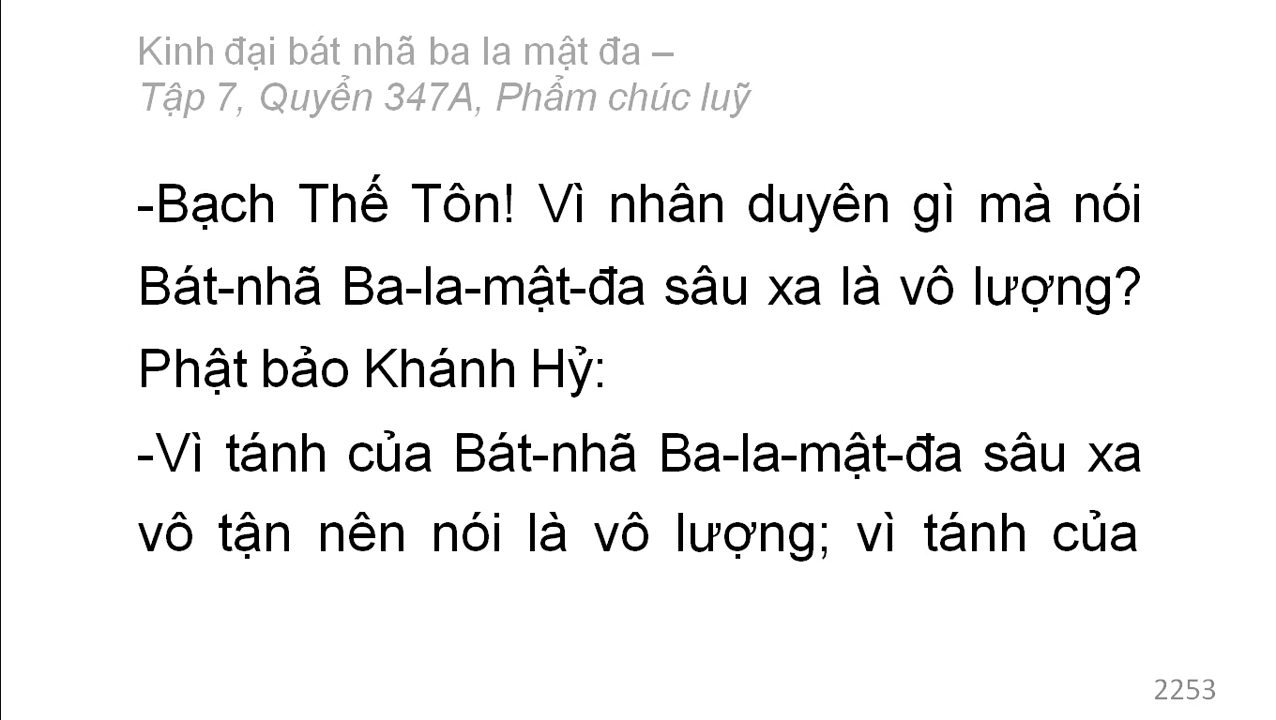 Kinh đại bát nhã ba la mật đa –
Tập 7, Quyển 347A, Phẩm chúc luỹ
-Bạch Thế Tôn! Vì nhân duyên gì mà nói
Bát-nhã Ba-la-mật-đa sâu xa là vô lượng?
Phật bảo Khánh Hỷ:
-Vì tánh của Bát-nhã Ba-la-mật-đa sâu xa
vô tận nên nói là vô lượng; vì tánh của
2253